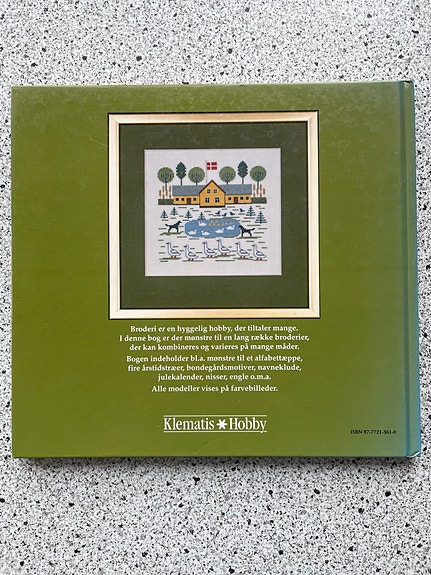 Broderi er en hyggelig hobby, der tiltaler mange.
I denne bog er der mønstre til en lang række broderier,
der kan kombineres og varieres på mange måder.
Bogen indeholder bl.a. mønstre til et alfabettæppe,
fire årstidstræer, bondegårdsmotiver, navneklude,
julekalender, nisser, engle o.m.a.
Alle modeller vises på farvebilleder.
Klematis*Hobby
ISBN 87-7721-361-0